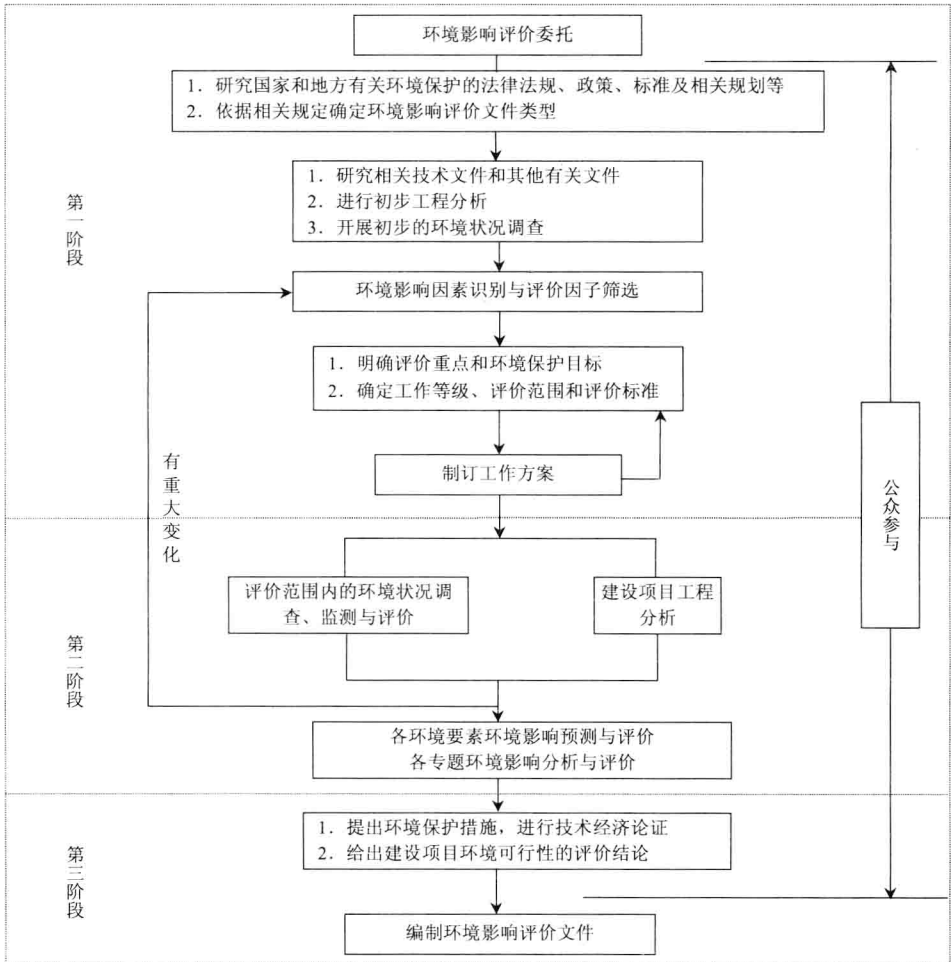 环境影响评价委托
1. 研究国家和地方有关环境保护的法律法规、政策、标准及相关规划等
2. 依据相关规定确定环境影响评价文件类型
1. 研究相关技术文件和其他有关文件
2. 进行初步工程分析
3. 开展初步的环境状况调查
第一阶段
环境影响因素识别与评价因子筛选
1. 明确评价重点和环境保护目标
2. 确定工作等级、评价范围和评价标准
制订工作方案
有重大变化
公众参与
评价范围内的环境状况调
查、监测与评价
建设项目工程
分析
第二阶段
各环境要素环境影响预测与评价
各专题环境影响分析与评价
1. 提出环境保护措施，进行技术经济论证
2. 给出建设项目环境可行性的评价结论
第三阶段
编制环境影响评价文件